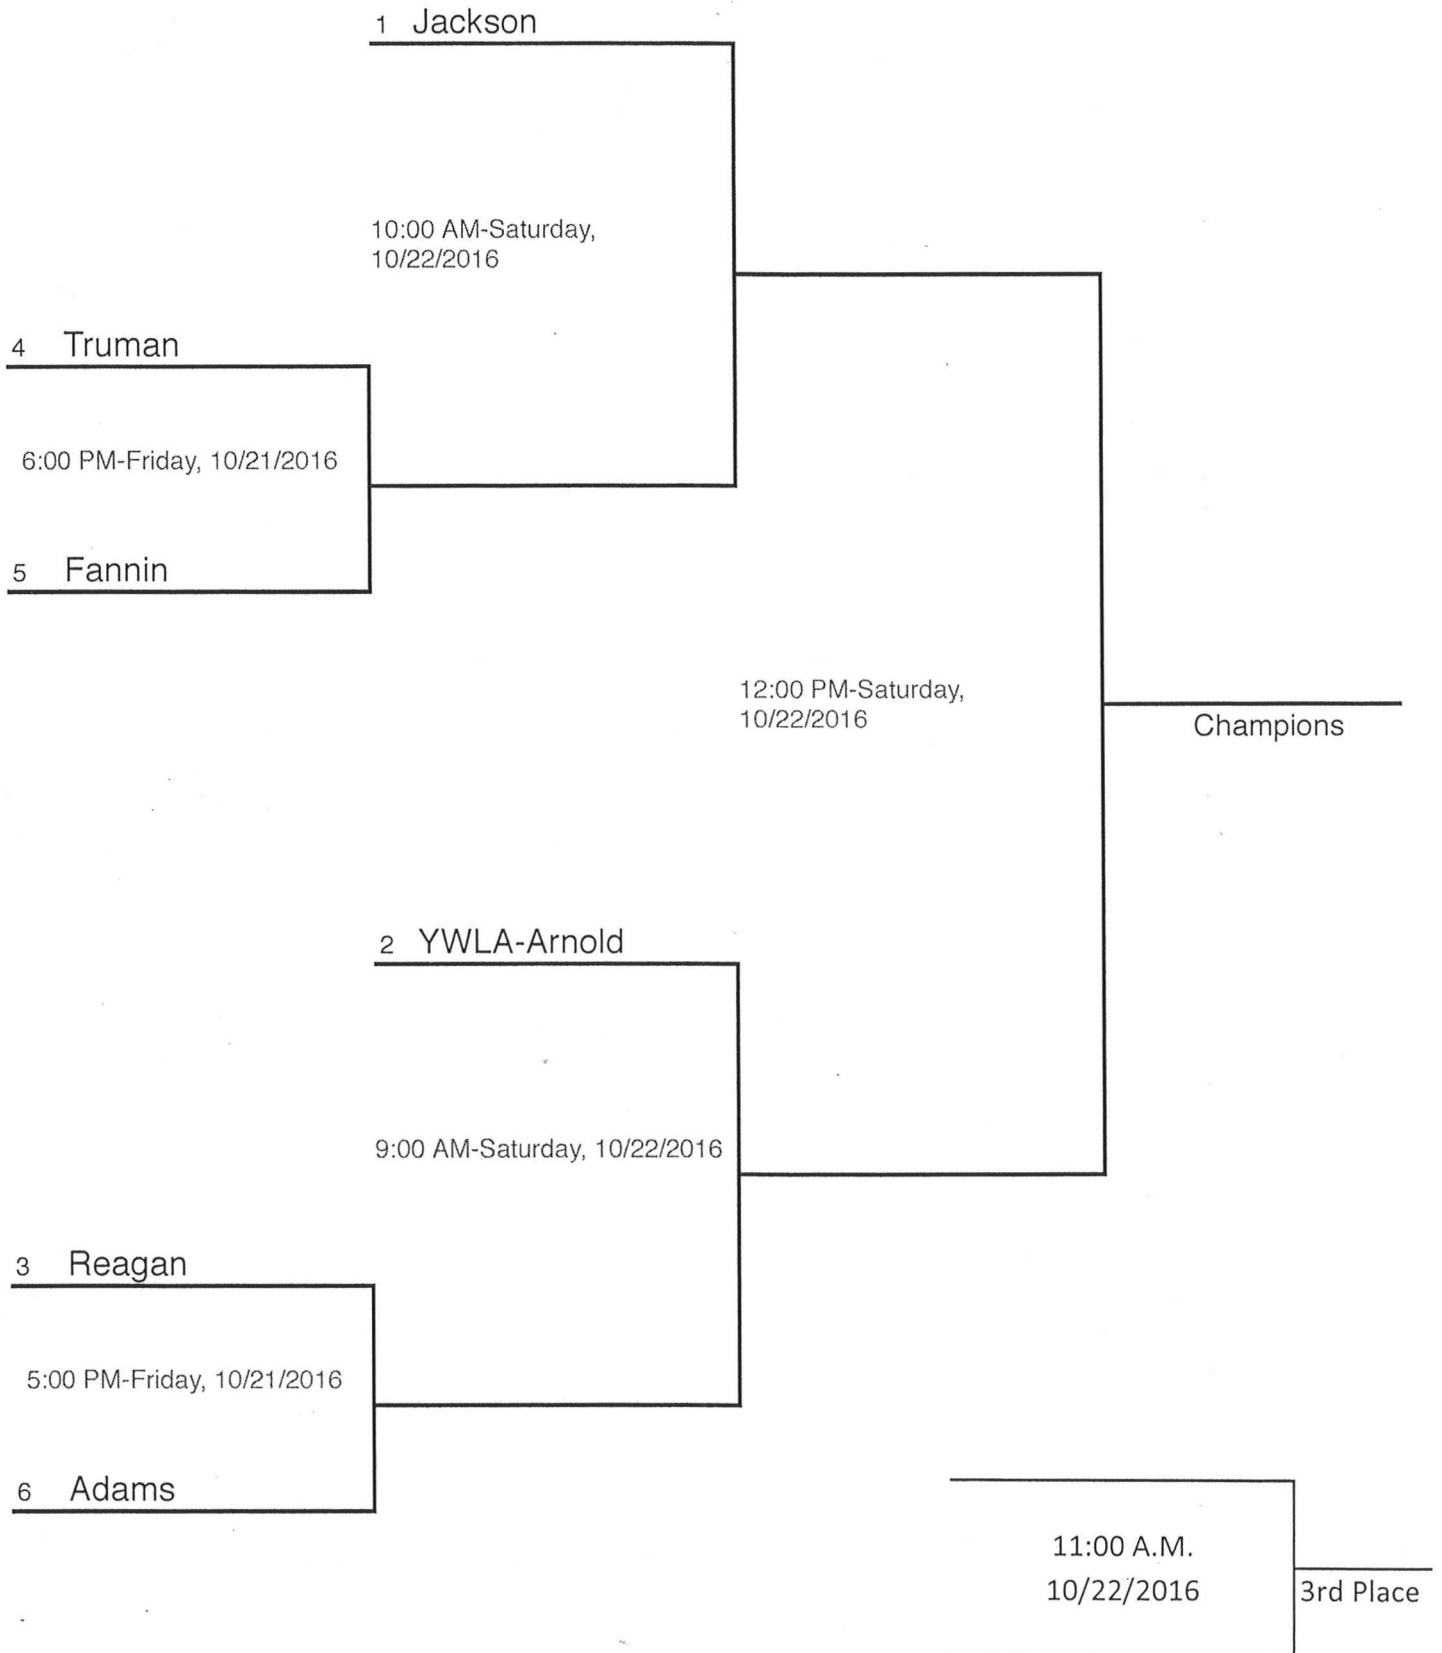 1 Jackson
10:00 AM-Saturday,
10/22/2016
4 Truman
6:00 PM-Friday, 10/21/2016
5 Fannin
12:00 PM-Saturday,
10/22/2016
Champions
2 YWLA-Arnold
9:00 AM-Saturday, 10/22/2016
3 Reagan
5:00 PM-Friday, 10/21/2016
6 Adams
11:00 A.M.
10/22/2016
3rd Place